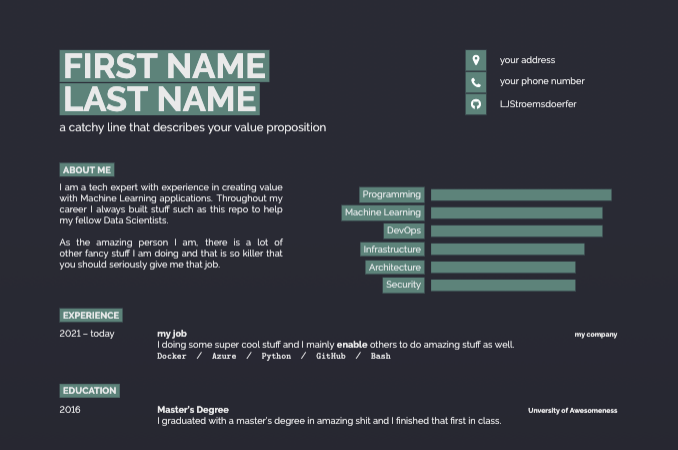 FIRST NAME
LAST NAME
a catchy line that describes your value proposition
your address
your phone number
LJStroemsdoerfer
ABOUT ME
I am a tech expert with experience in creating value
with Machine Learning applications. Throughout my
career I always built stuff such as this repo to help
my fellow Data Scientists.
As the amazing person I am, there is a lot of
other fancy stuff I am doing and that is so killer that
you should seriously give me that job.
Programming
Machine Learning
DevOps
Infrastructure
Architecture
Security
EXPERIENCE
2021 – today
my job
my company
I doing some super cool stuff and I mainly enable others to do amazing stuff as well.
Docker / Azure / Python / GitHub / Bash
EDUCATION
2016
Master's Degree
Unversity of Awesomeness
I graduated with a master's degree in amazing shit and I finished that first in class.